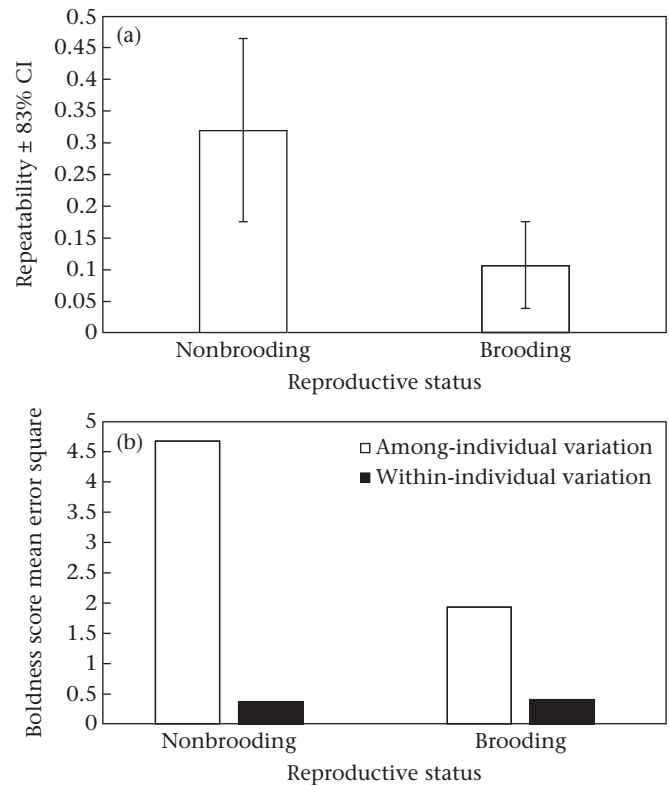 (a)
Repeatability ± 83% CI
0.5
0.45
0.4
0.35
0.3
0.25
0.2
0.15
0.1
0.05
0
Nonbrooding
Brooding
Reproductive status
(b)
Boldness score mean error square
Among-individual variation
Within-individual variation
5
4.5
4
3.5
3
2.5
2
1.5
1
0.5
0
Nonbrooding
Brooding
Reproductive status